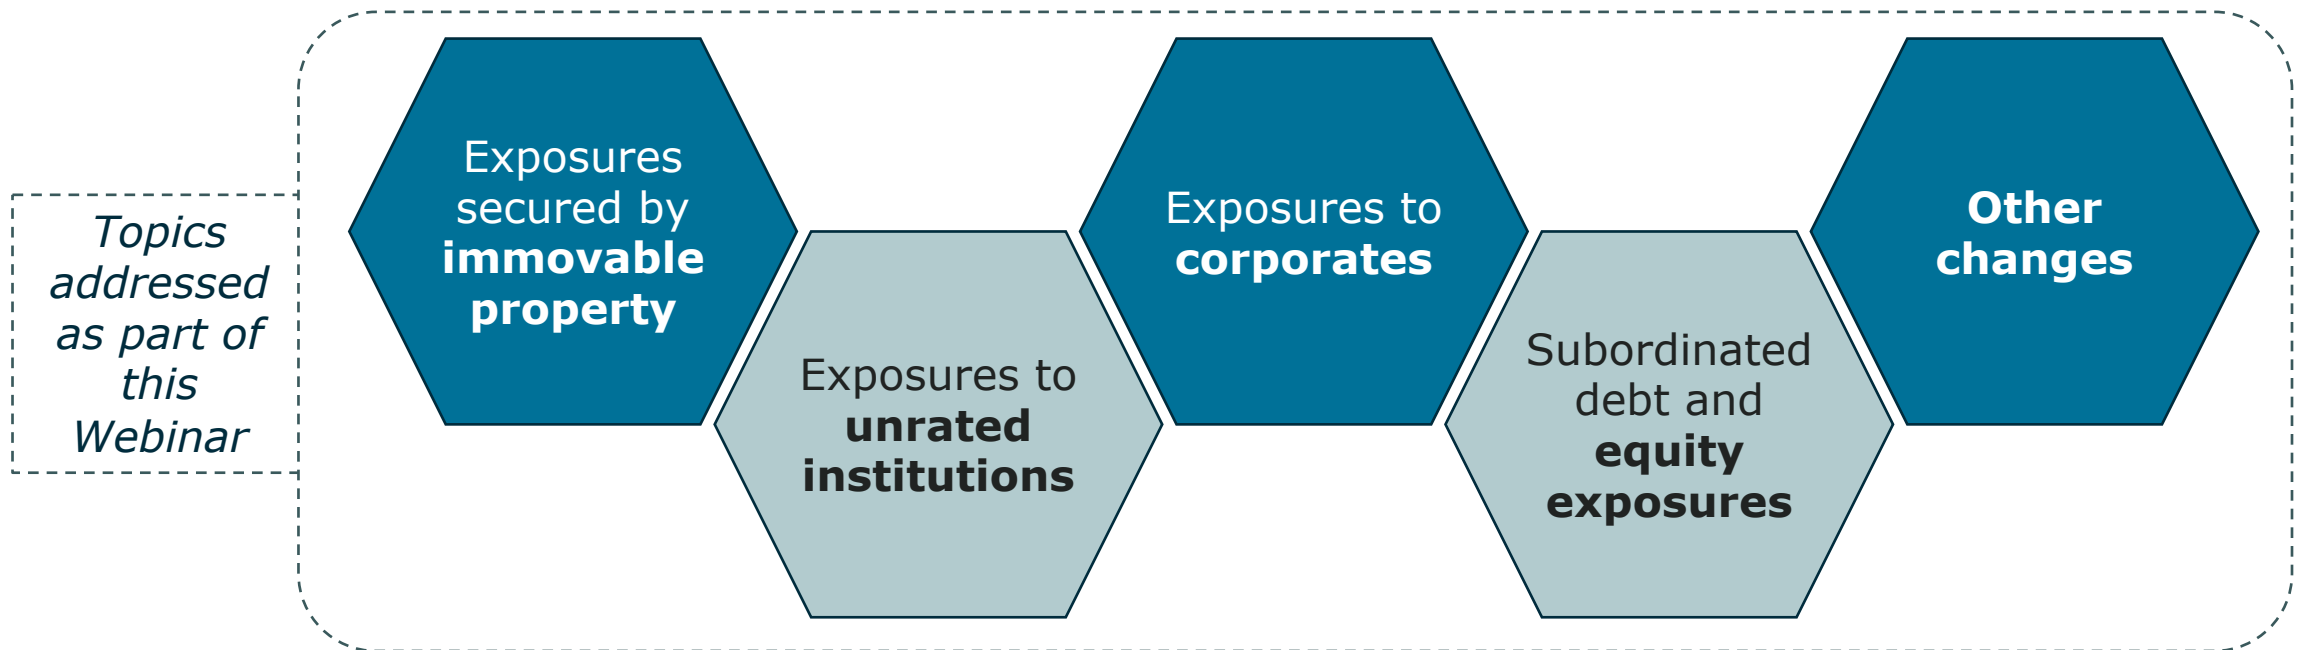 Topics
addressed
as part of
this
Webinar
Exposures
secured by
immovable
property
Exposures to
unrated
institutions
Exposures to
corporates
Subordinated
debt and
equity
exposures
Other
changes